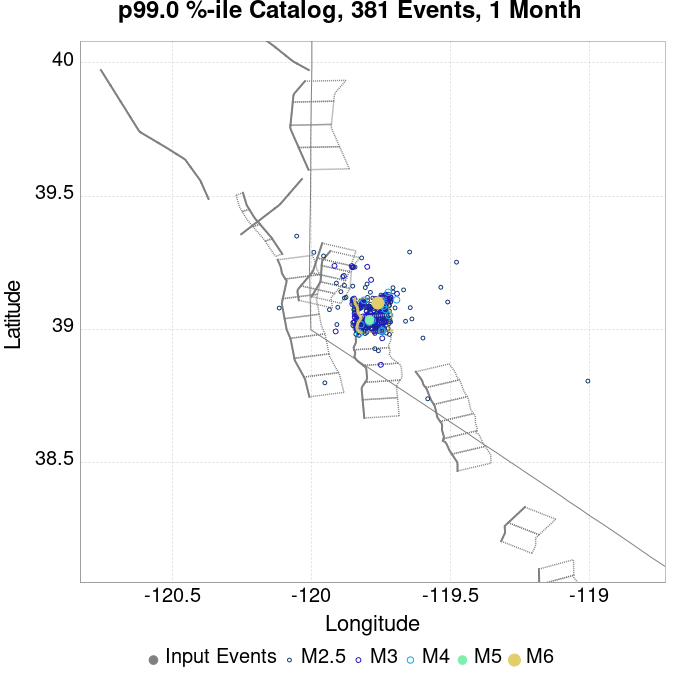 p99.0 %-ile Catalog, 381 Events, 1 Month
40
39.5
39
38.5
Latitude
-120.5
-120
-119.5
-119
Longitude
Input Events M2.5 M3 M4 M5 M6